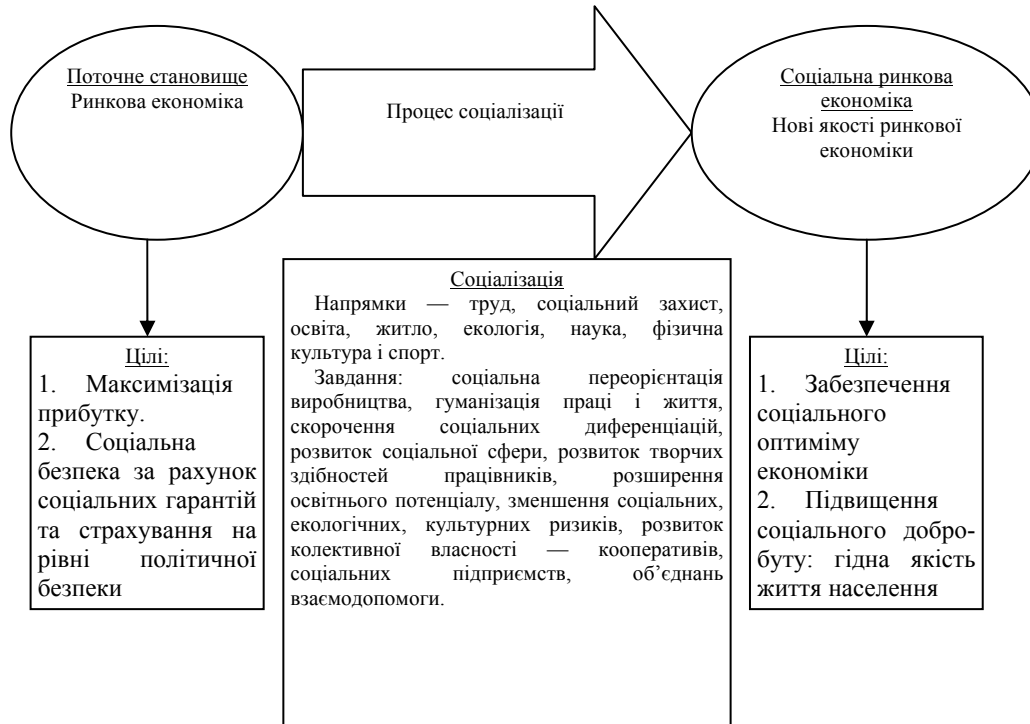 Поточне становище
Ринкова економіка
Процес соціалізації
Соціальна ринкова
економіка
Нові якості ринкової
економіки
Цілі:
1. Максимізація
прибутку.
2. Соціальна
безпека за рахунок
соціальних гарантій
та страхування на
рівні політичної
безпеки
Соціалізація
Напрямки — труд, соціальний захист,
освіта, житло, екологія, наука, фізична
культура і спорт.
Завдання: соціальна переорієнтація
виробництва, гуманізація праці і життя,
скорочення соціальних диференціацій,
розвиток соціальної сфери, розвиток творчих
здібностей працівників, розширення
освітнього потенціалу, зменшення соціальних,
екологічних, культурних ризиків, розвиток
колективної власності — кооперативів,
соціальних підприємств, об’єднань
взаємодопомоги.
Цілі:
1. Забезпечення
соціального
оптиміму
економіки
2. Підвищення
соціального добро-
буту: гідна якість
життя населення